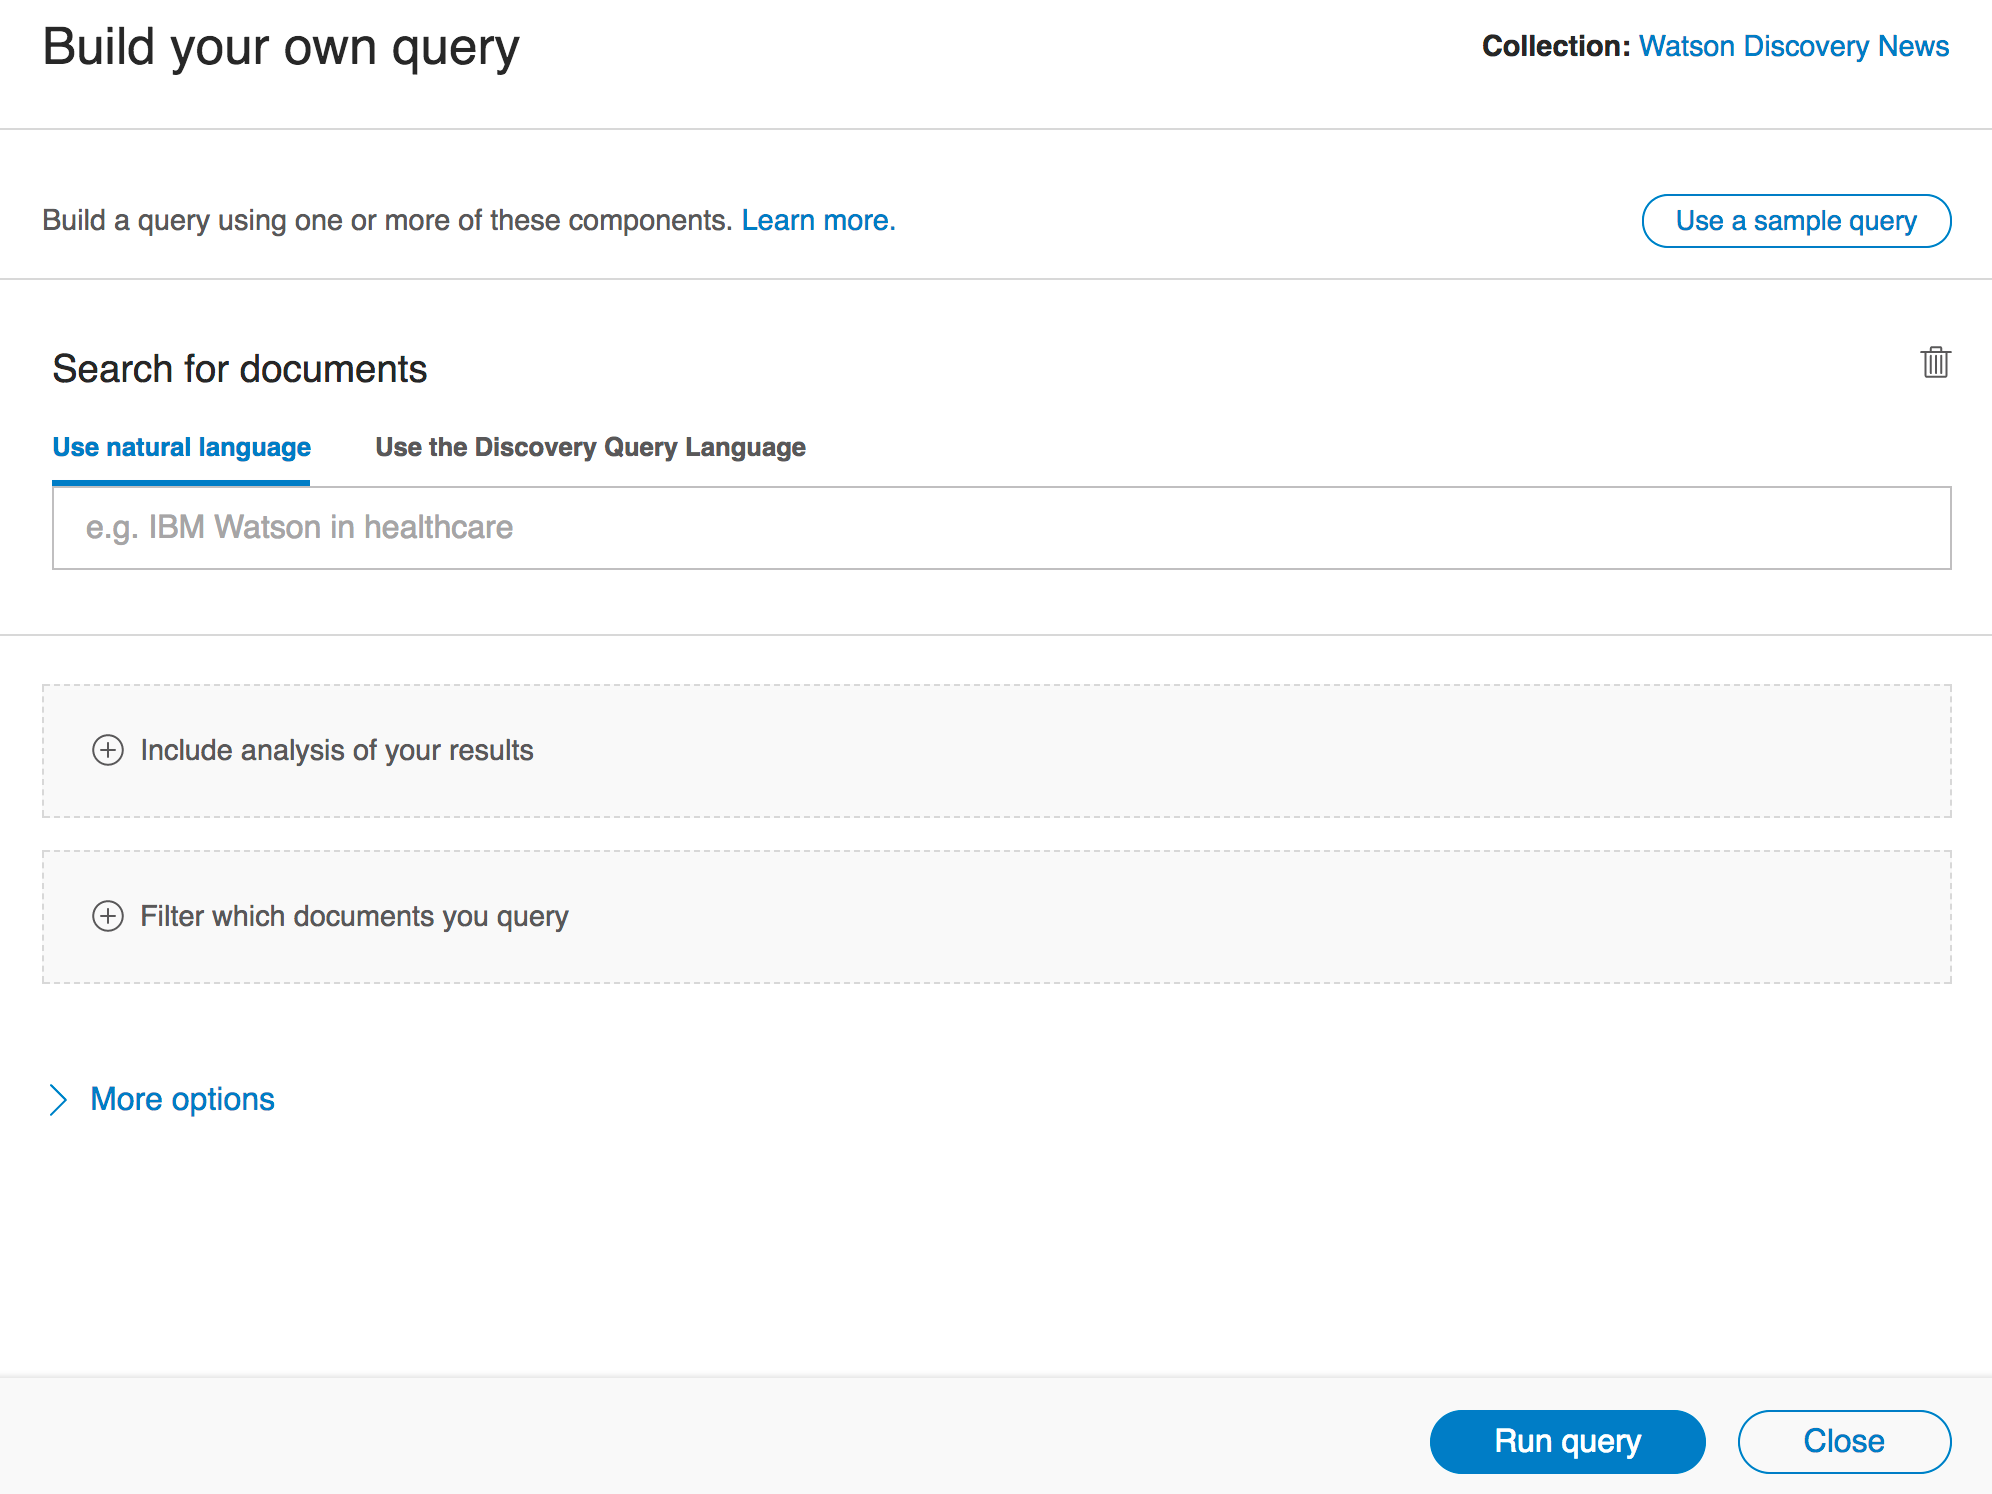 Build your own query
Collection: Watson Discovery News
Build a query using one or more of these components. Learn more.
Use a sample query
Search for documents
Use natural language
Use the Discovery Query Language
e.g. IBM Watson in healthcare
Include analysis of your results
Filter which documents you query
More options
Run query
Close